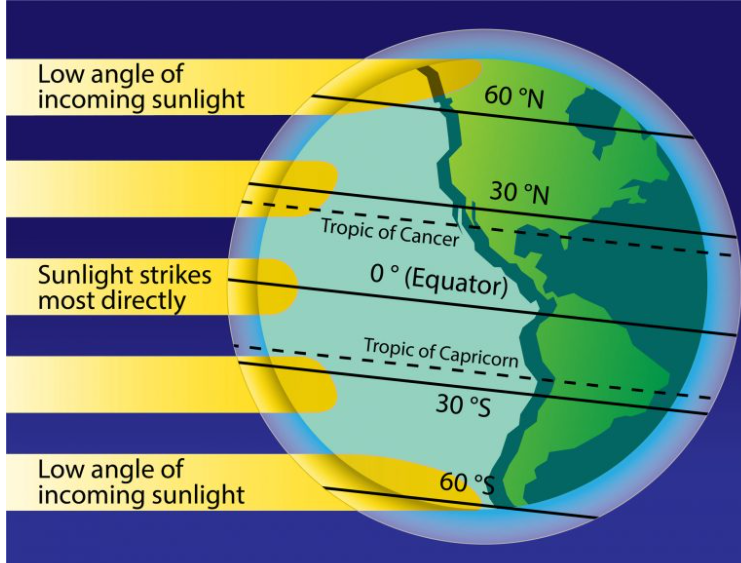 Low angle of
incoming sunlight
60 °N
30 °N
Tropic of Cancer
Sunlight strikes
most directly
0 ° (Equator)
Tropic of Capricorn
30 °S
Low angle of
incoming sunlight
60 °S